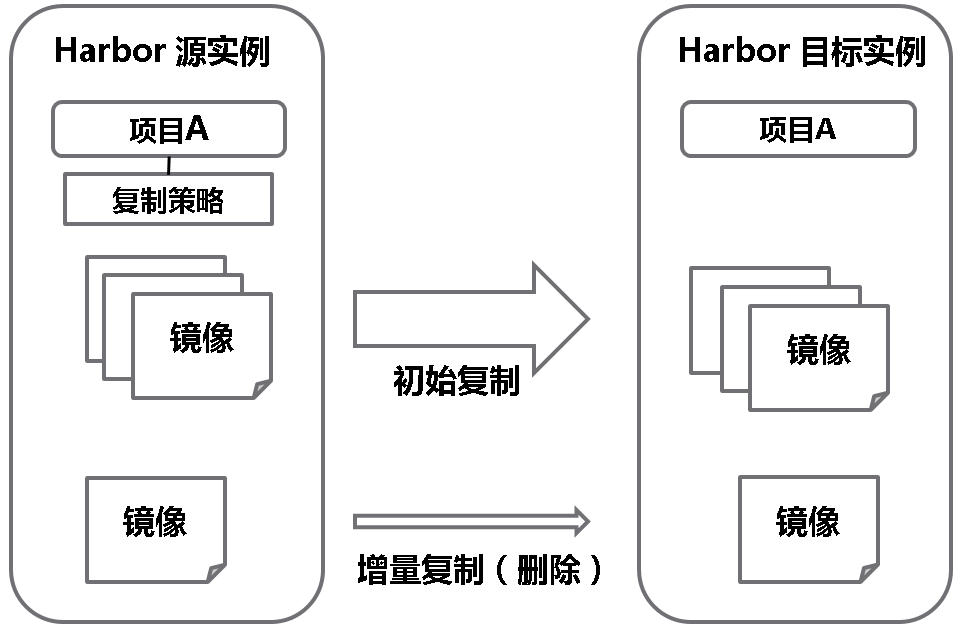 Harbor 源实例
项目A
复制策略
镜像
镜像
Harbor 目标实例
项目A
镜像
镜像
初始复制
增量复制（删除）